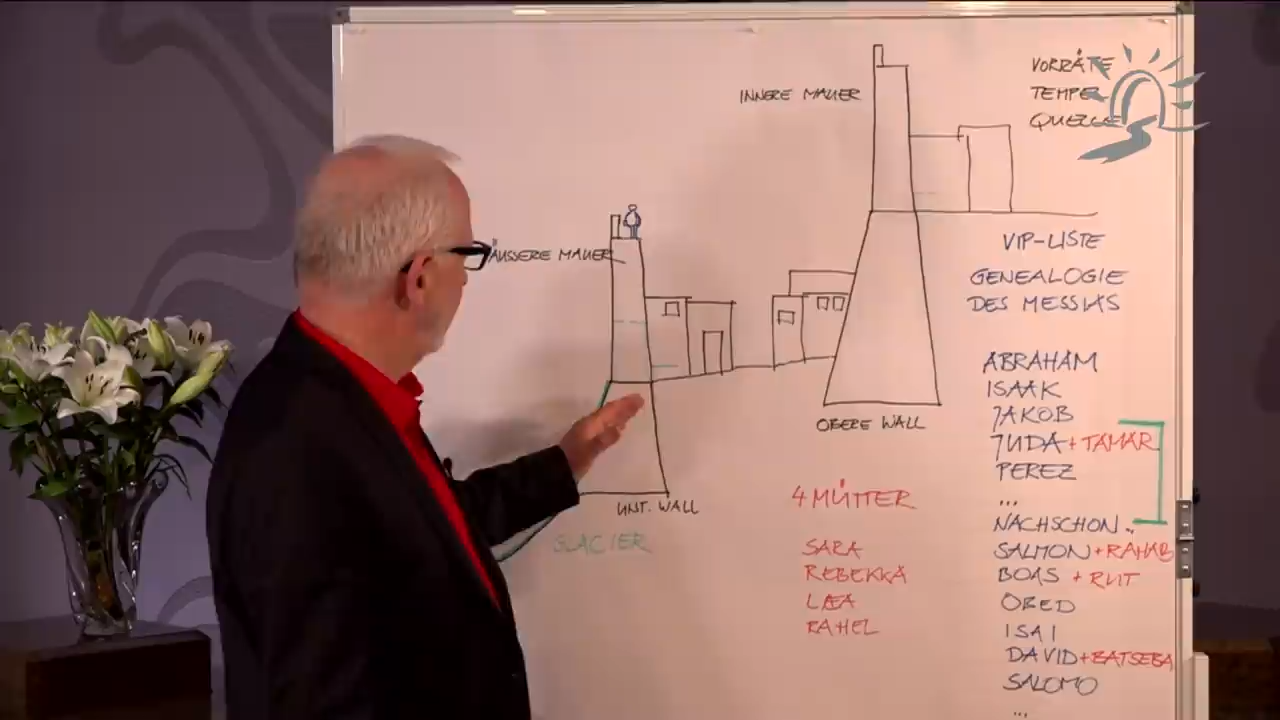 INNERE MAUER
VORRÄTE
TEMPEL
QUELLE
ÄUSSERE MAUER
VIP-LISTE
GENEALOGIE
DES MESSIAS
ABRAHAM
ISAAK
JAKOB
JUDA + TAMAR
PEREZ
...
NACHSCHON..
SALMON + RAHAB
BOAS + RUT
OBED
ISAI
DAVID + BATSEBA
SALOMO
...
OBERE WALL
UNT. WALL
GLACIER
4 MÜTTER
SARA
REBEKKA
LEA
RAHEL